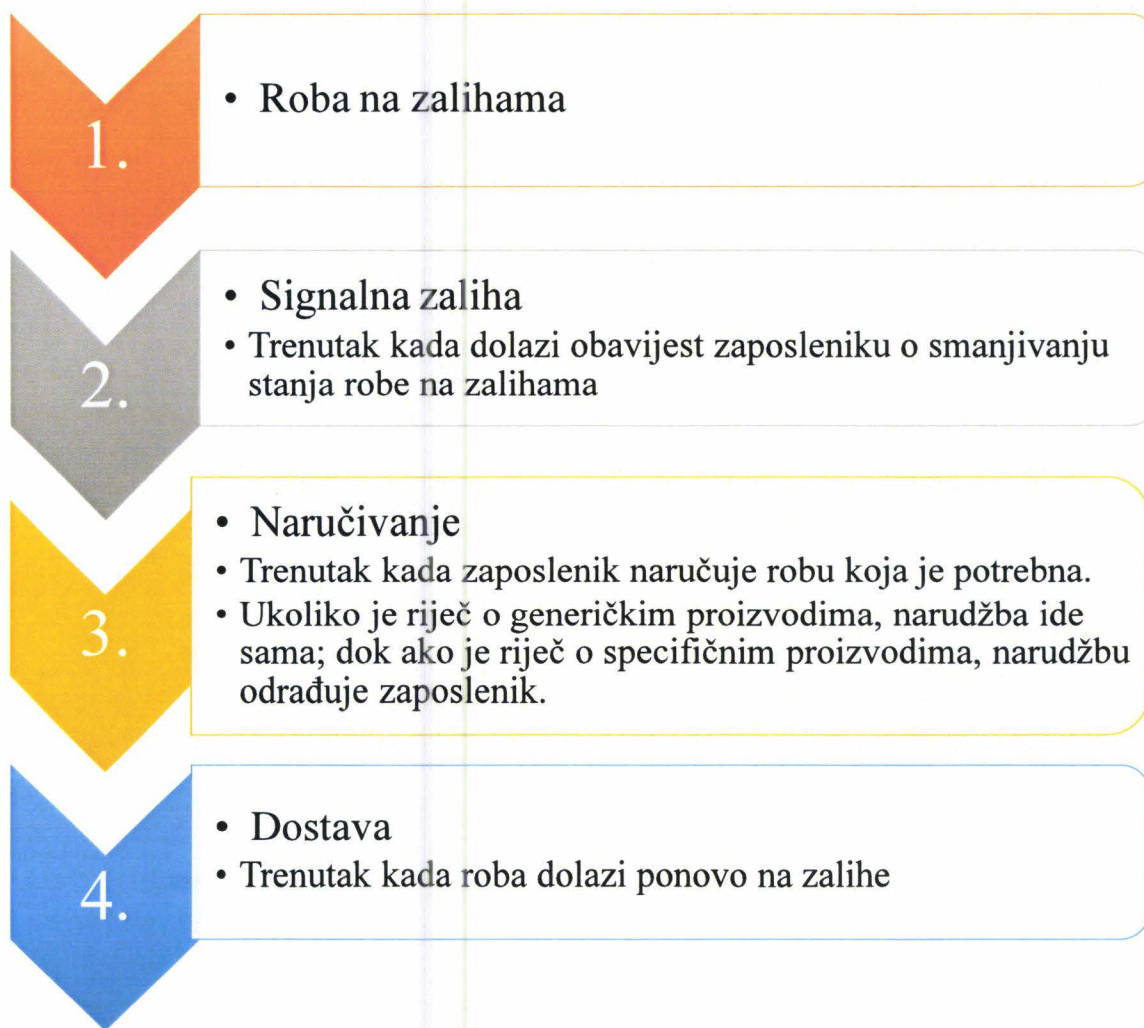 1.
• Roba na zalihama
2.
• Signalna zaliha
• Trenutak kada dolazi obavijest zaposleniku o smanjivanju
stanja robe na zalihama
3.
• Naručivanje
• Trenutak kada zaposlenik naručuje robu koja je potrebna.
• Ukoliko je riječ o generičkim proizvodima, narudžba ide
sama; dok ako je riječ o specifičnim proizvodima, narudžbu
odrađuje zaposlenik.
4.
• Dostava
• Trenutak kada roba dolazi ponovo na zalihe